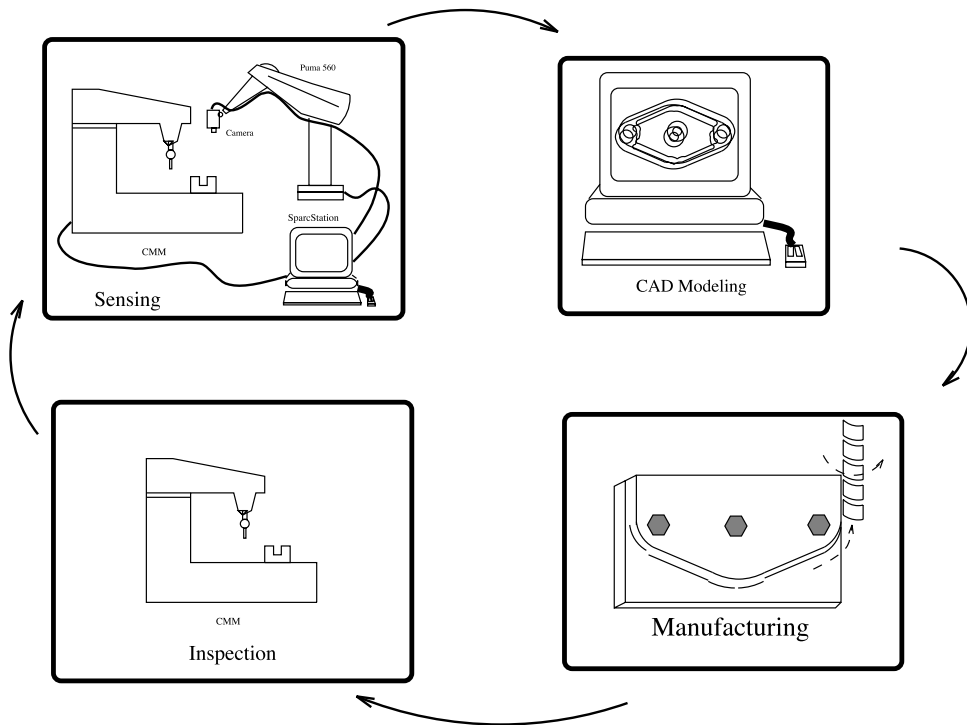 Puma 560
Camera
SparcStation
CMM
Sensing
CAD Modeling
CMM
Inspection
Manufacturing